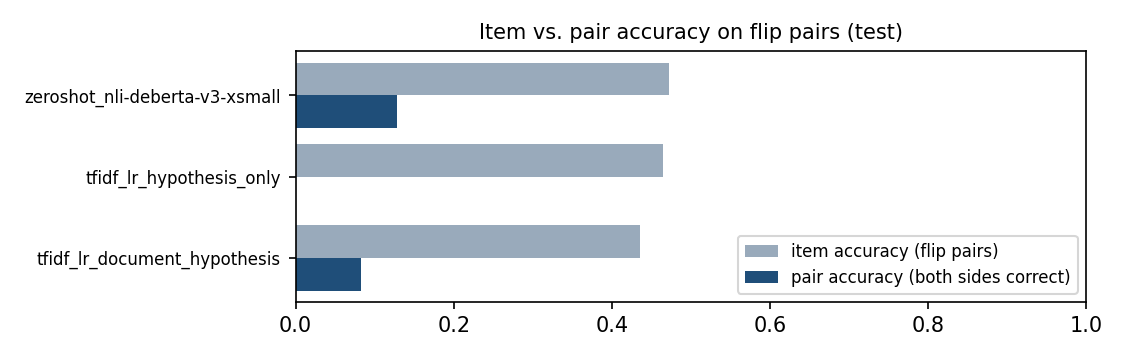 Item vs. pair accuracy on flip pairs (test)
zeroshot_nli-deberta-v3-xsmall
tfidf_lr_hypothesis_only
tfidf_lr_document_hypothesis
item accuracy (flip pairs)
pair accuracy (both sides correct)
0.0 0.2 0.4 0.6 0.8 1.0